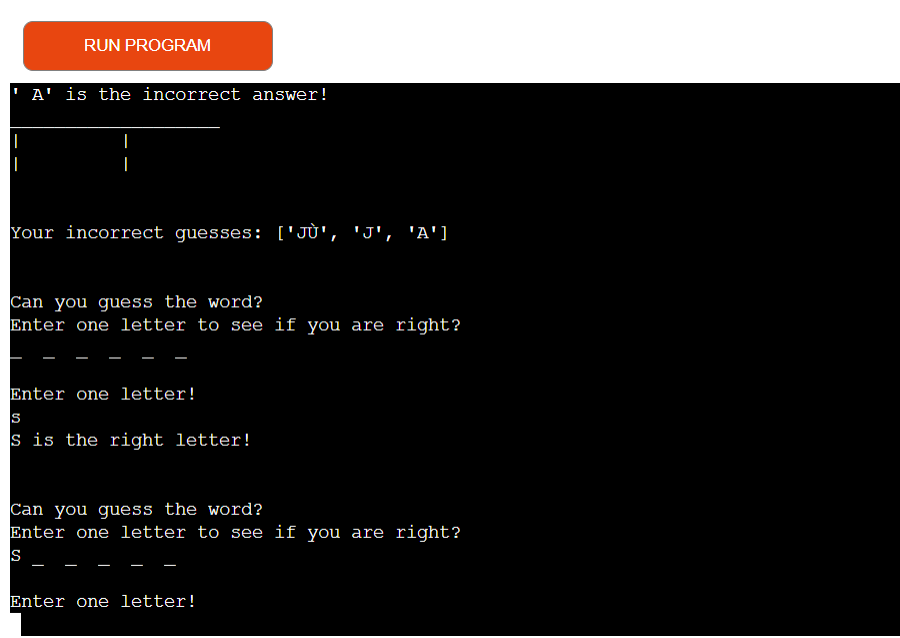 RUN PROGRAM
' A' is the incorrect answer!
___________________
|         |
|         |
Your incorrect guesses: ['JÙ', 'J', 'A']
Can you guess the word?
Enter one letter to see if you are right?
_  _  _  _  _  _
Enter one letter!
s
S is the right letter!
Can you guess the word?
Enter one letter to see if you are right?
S _  _  _  _  _
Enter one letter!